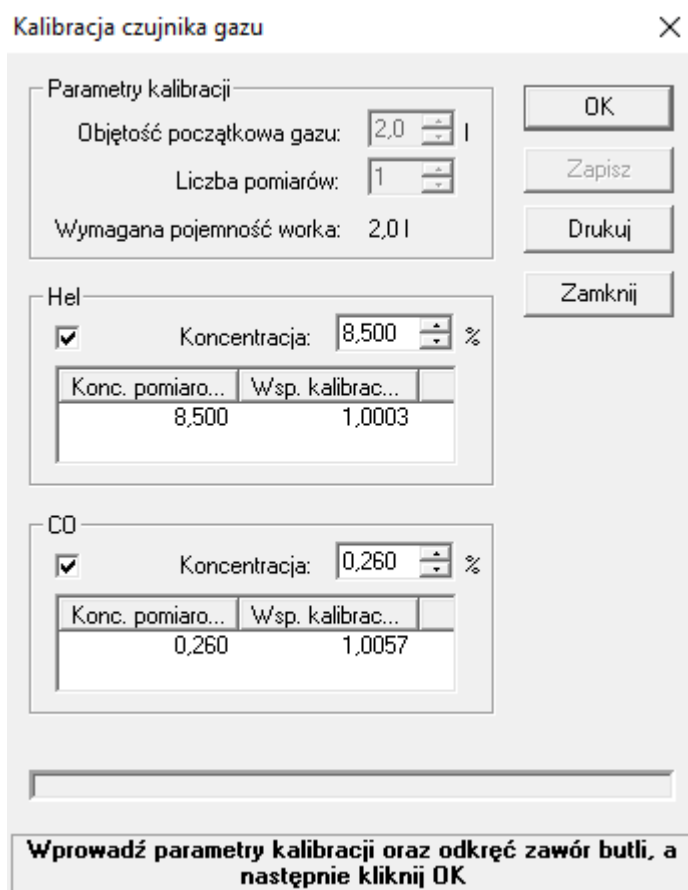 Kalibracja czujnika gazu
Parametry kalibracji
Objętość początkowa gazu: 2,0 l
Liczba pomiarów: 1
Wymagana pojemność worka: 2,0 l
OK
Zapisz
Drukuj
Zamknij
Hel
Koncentracja: 8,500 %
Konc. pomiaro... Wsp. kalibrac...
8,500 1,0003
CO
Koncentracja: 0,260 %
Konc. pomiaro... Wsp. kalibrac...
0,260 1,0057
Wprowadź parametry kalibracji oraz odkręć zawór butli, a
następnie kliknij OK